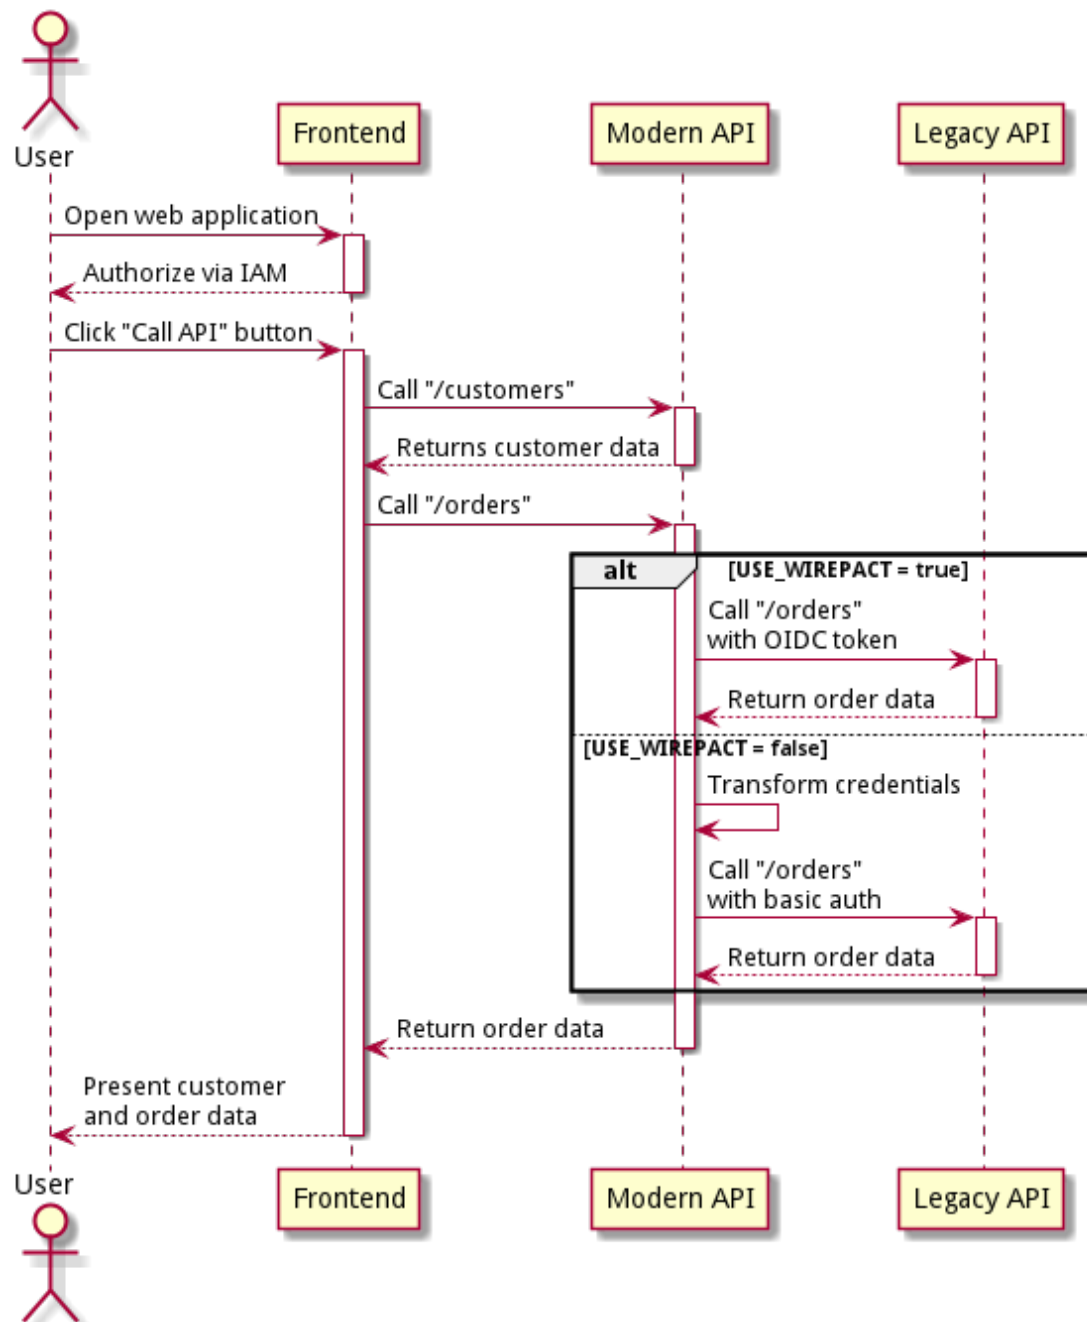 User
Frontend
Modern API
Legacy API
Open web application
Authorize via IAM
Click "Call API" button
Call "/customers"
Returns customer data
Call "/orders"
alt
[USE_WIREPACT = true]
Call "/orders"
with OIDC token
Return order data
[USE_WIREPACT = false]
Transform credentials
Call "/orders"
with basic auth
Return order data
Return order data
Present customer
and order data
User
Frontend
Modern API
Legacy API